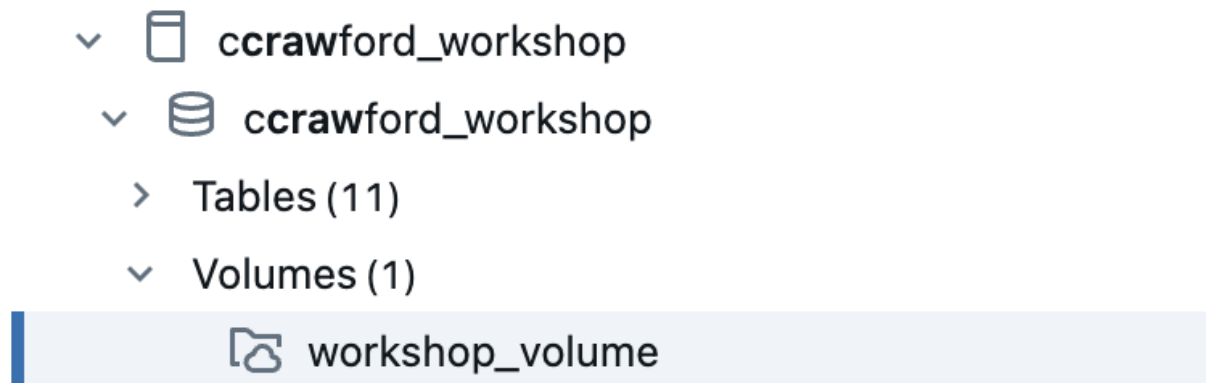 ccrawford_workshop
ccrawford_workshop
Tables (11)
Volumes (1)
workshop_volume